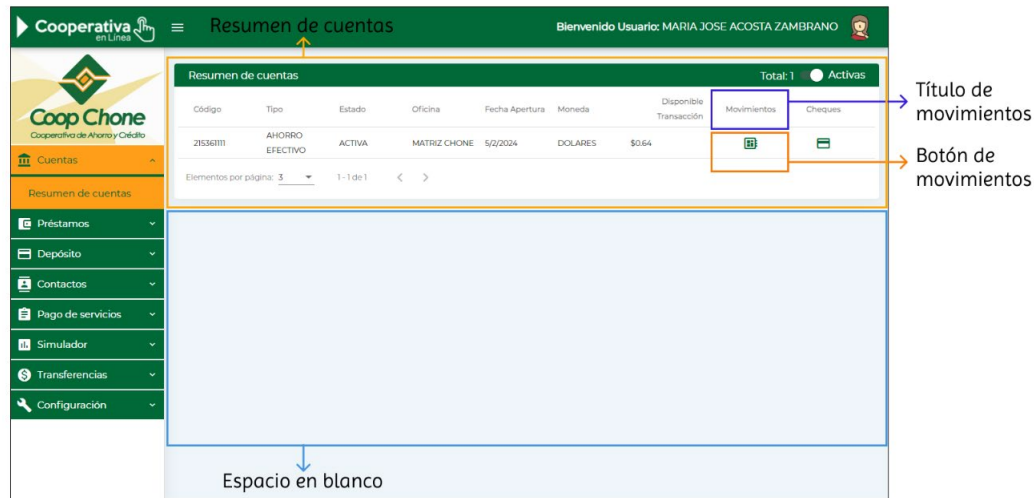 Cooperativa
en Línea
Resumen de cuentas
Bienvenido Usuario: MARIA JOSE ACOSTA ZAMBRANO
Coop Chone
Cooperativa de Ahorro y Crédito
Cuentas
Resumen de cuentas
Préstamos
Depósito
Contactos
Pago de servicios
Simulador
Transferencias
Configuración
Resumen de cuentas
Total: 1 Activas
Código Tipo Estado Oficina Fecha Apertura Moneda Disponible Transacción Movimientos Cheques
215361111 AHORRO EFECTIVO ACTIVA MATRIZ CHONE 5/2/2024 DOLARES $0.64
Elementos por página: 3 1 - 1 de 1
Título de
movimientos
Botón de
movimientos
Espacio en blanco